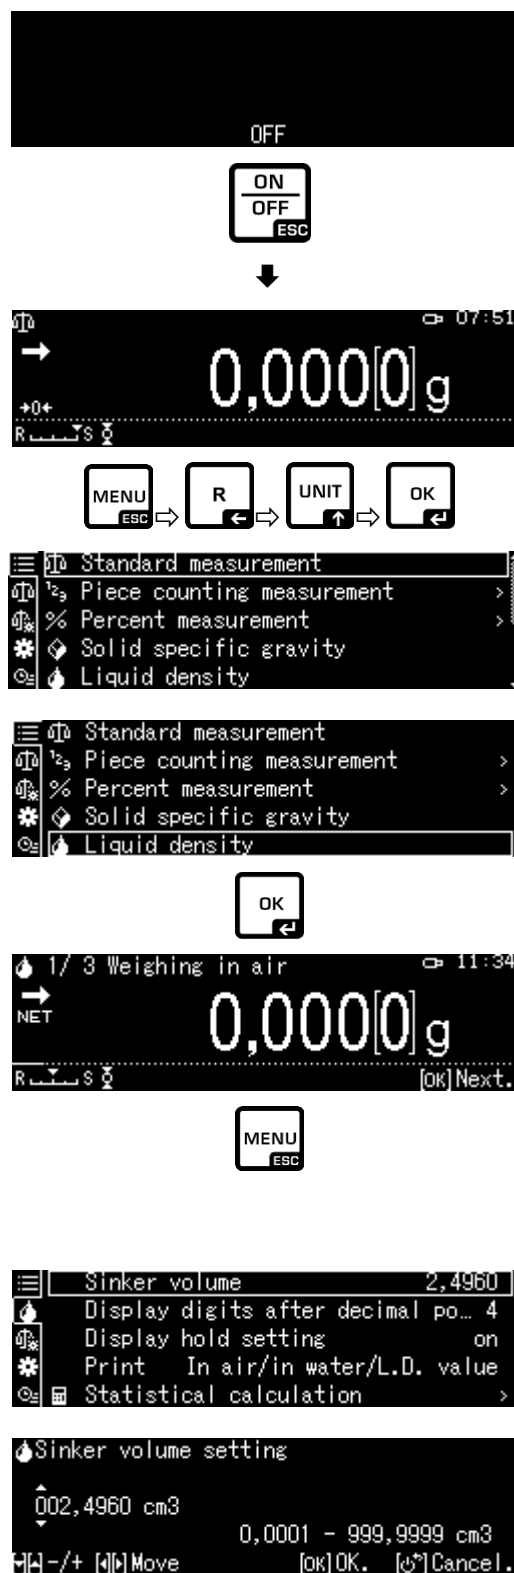 OFF
ON
OFF
ESC
07:51
0,000[0] g
→0←
R S
MENU ESC R UNIT OK
Standard measurement
Piece counting measurement >
% Percent measurement >
Solid specific gravity
Liquid density
Standard measurement
Piece counting measurement >
% Percent measurement >
Solid specific gravity
Liquid density
OK
1/ 3 Weighing in air 11:34
NET
0,000[0] g
R S [OK]Next.
MENU
ESC
Sinker volume 2,4960
Display digits after decimal po… 4
Display hold setting on
Print In air/in water/L.D. value
Statistical calculation >
Sinker volume setting
002,4960 cm3
0,0001 - 999,9999 cm3
-/+ Move [OK]OK. Cancel.